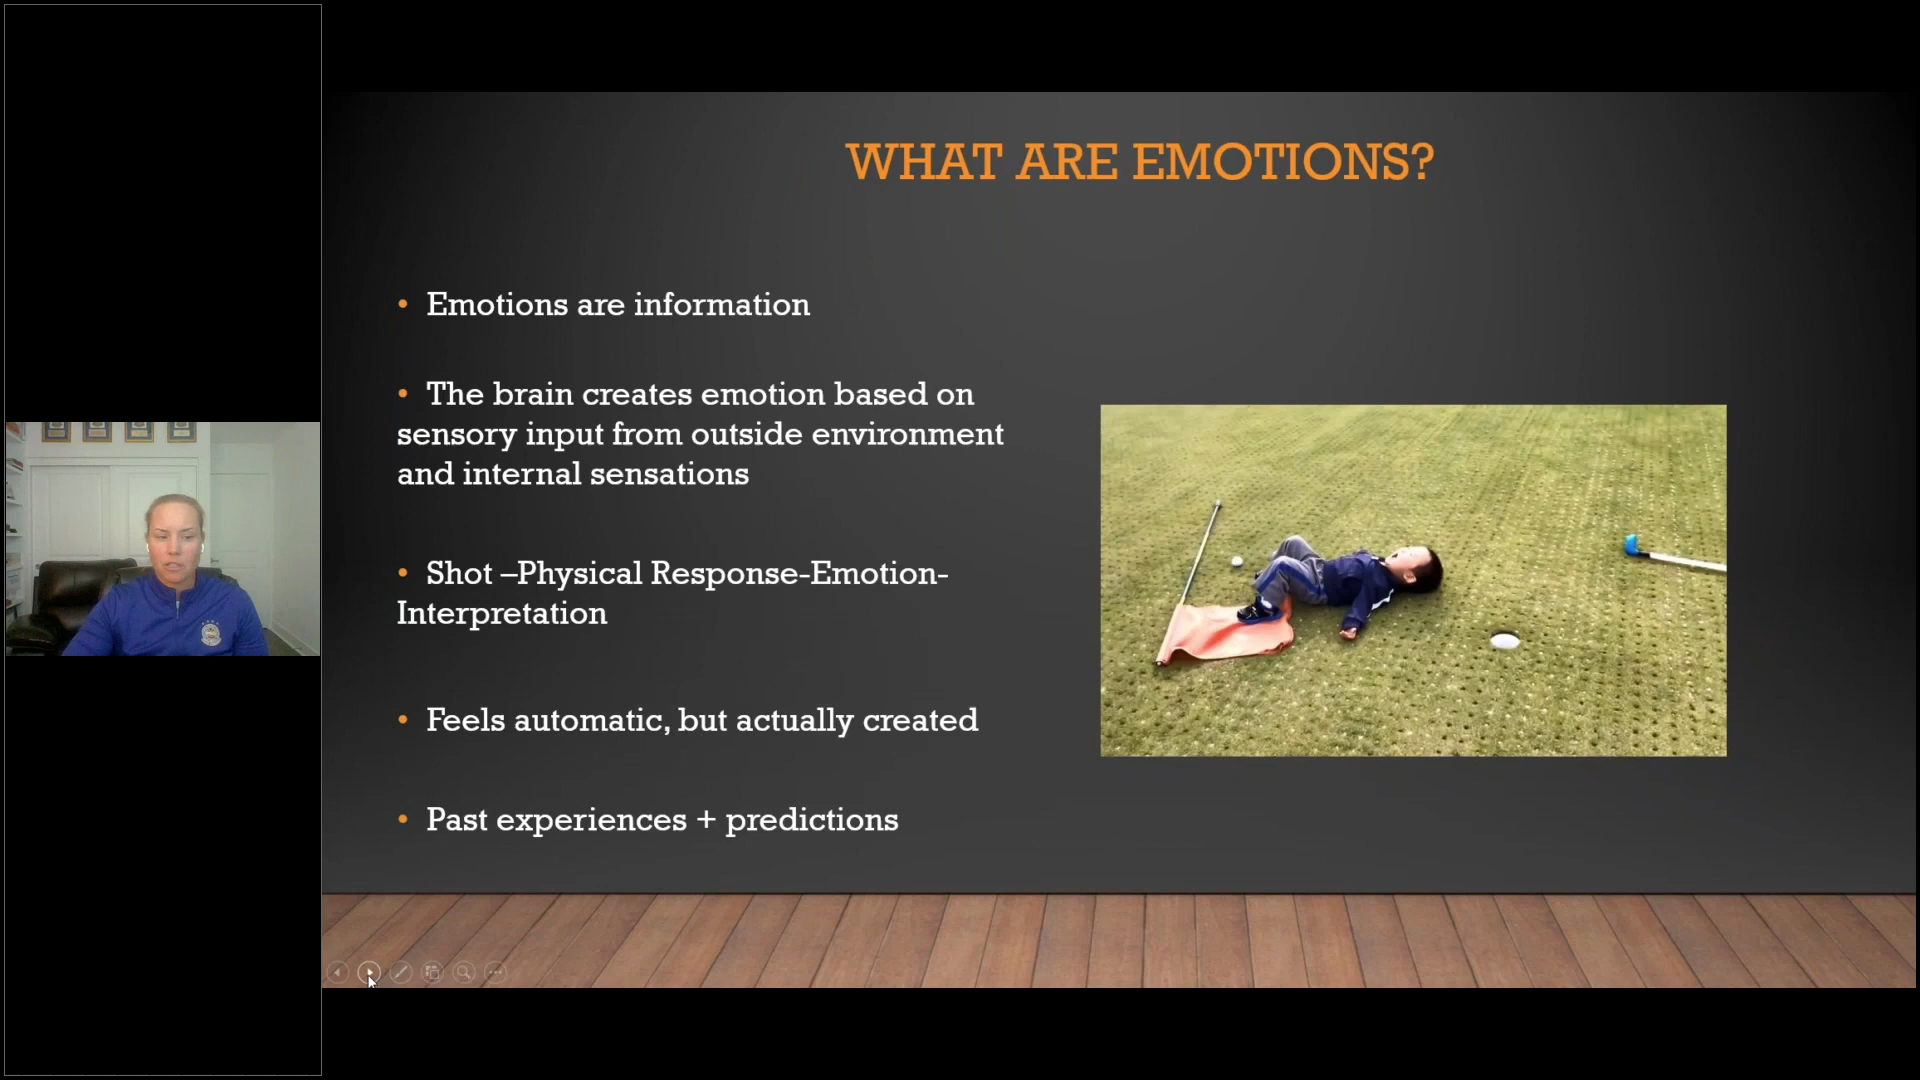 WHAT ARE EMOTIONS?
• Emotions are information
• The brain creates emotion based on
sensory input from outside environment
and internal sensations
• Shot –Physical Response-Emotion-
Interpretation
• Feels automatic, but actually created
• Past experiences + predictions